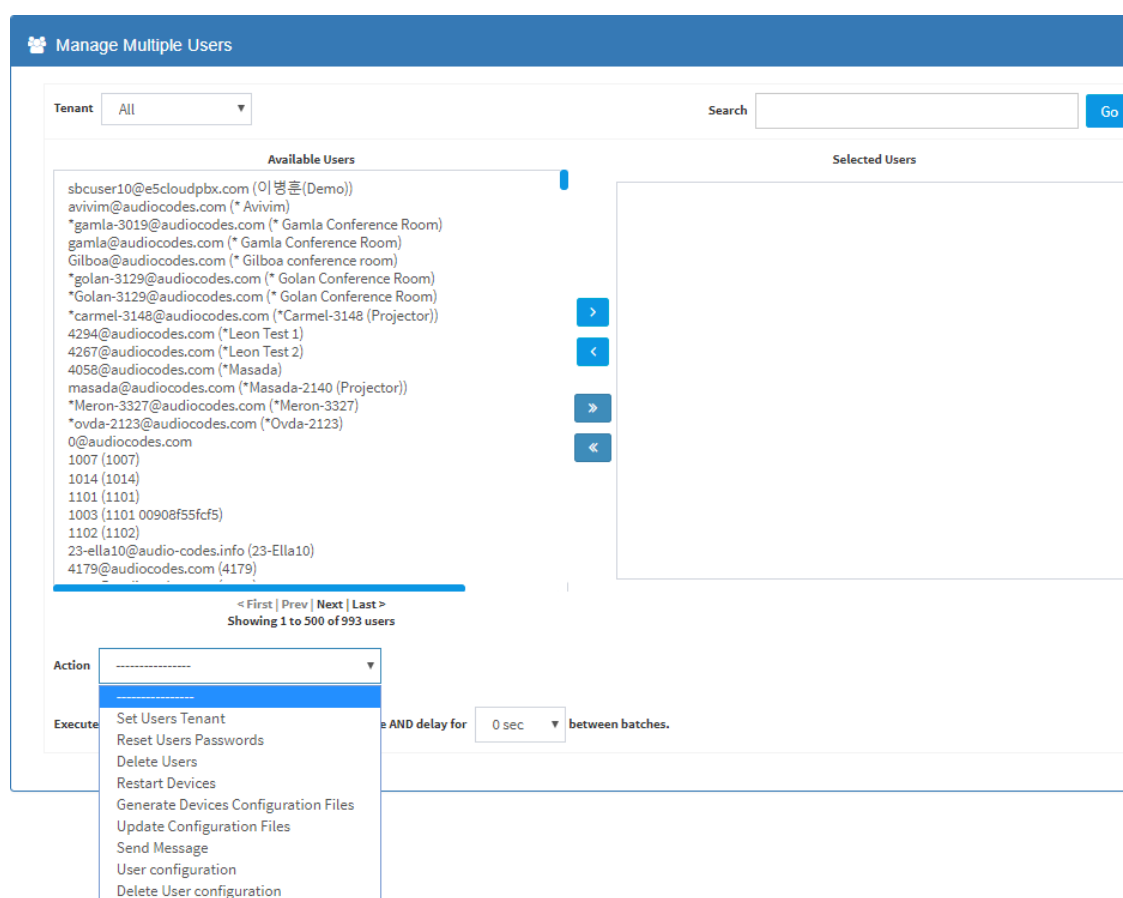 Manage Multiple Users
Tenant All Search Go
Available Users Selected Users
sbcuser10@e5cloudpbx.com (이병훈(Demo))
avivim@audiocodes.com (* Avivim)
*gamla-3019@audiocodes.com (* Gamla Conference Room)
gamla@audiocodes.com (* Gamla Conference Room)
Gilboa@audiocodes.com (* Gilboa conference room)
*golan-3129@audiocodes.com (* Golan Conference Room)
*Golan-3129@audiocodes.com (* Golan Conference Room)
*carmel-3148@audiocodes.com (*Carmel-3148 (Projector))
4294@audiocodes.com (*Leon Test 1)
4267@audiocodes.com (*Leon Test 2)
4058@audiocodes.com (*Masada)
masada@audiocodes.com (*Masada-2140 (Projector))
*Meron-3327@audiocodes.com (*Meron-3327)
*ovda-2123@audiocodes.com (*Ovda-2123)
0@audiocodes.com
1007 (1007)
1014 (1014)
1101 (1101)
1003 (1101 00908f55fcf5)
1102 (1102)
23-ella10@audio-codes.info (23-Ella10)
4179@audiocodes.com (4179)
< First | Prev | Next | Last >
Showing 1 to 500 of 993 users
Action ----------------
----------------
Set Users Tenant
Execute e AND delay for 0 sec between batches.
Reset Users Passwords
Delete Users
Restart Devices
Generate Devices Configuration Files
Update Configuration Files
Send Message
User configuration
Delete User configuration